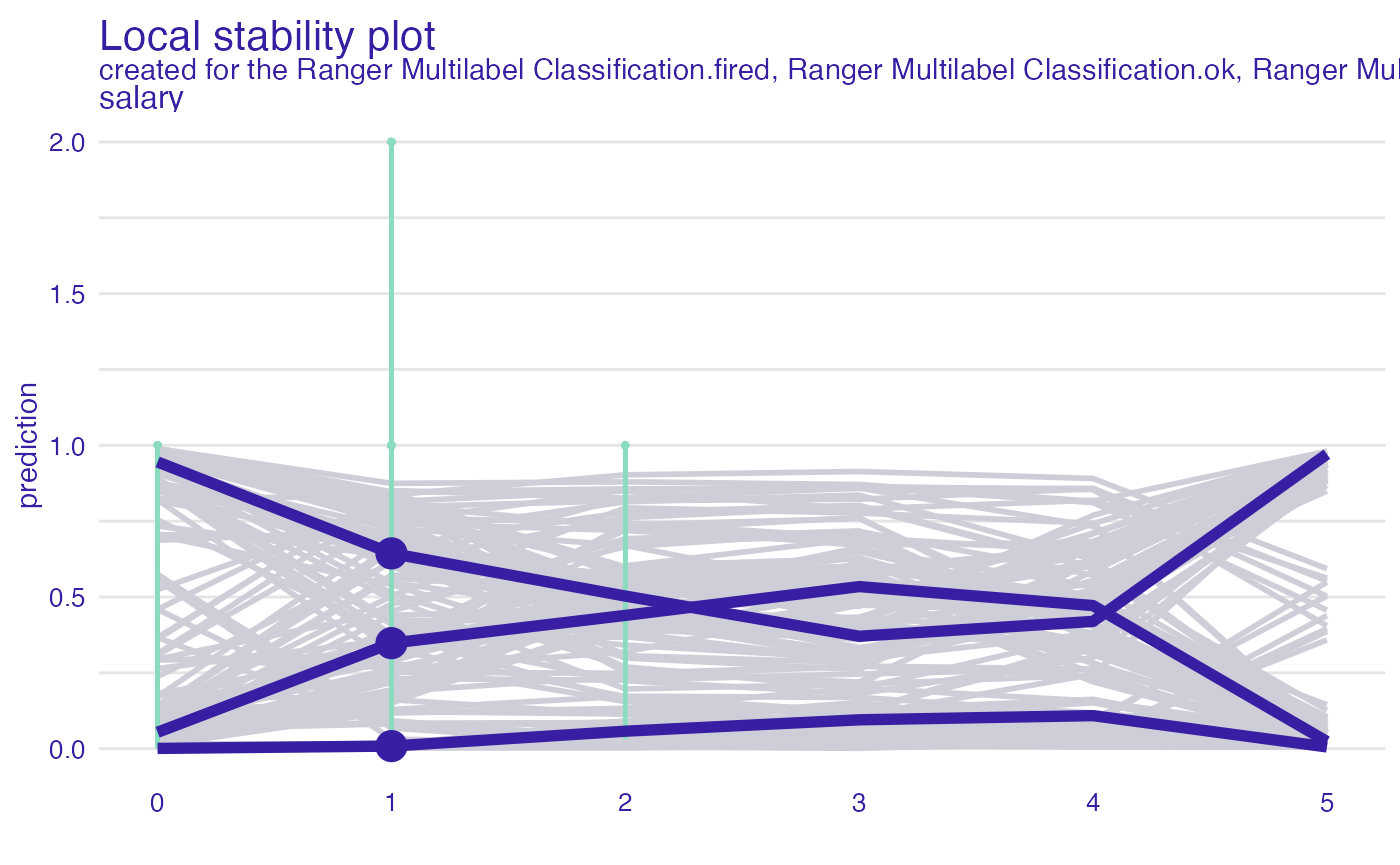 Local stability plot
created for the Ranger Multilabel Classification.fired, Ranger Multilabel Classification.ok, Ranger Mul
salary
2.0
1.5
1.0
0.5
0.0
prediction
0 1 2 3 4 5